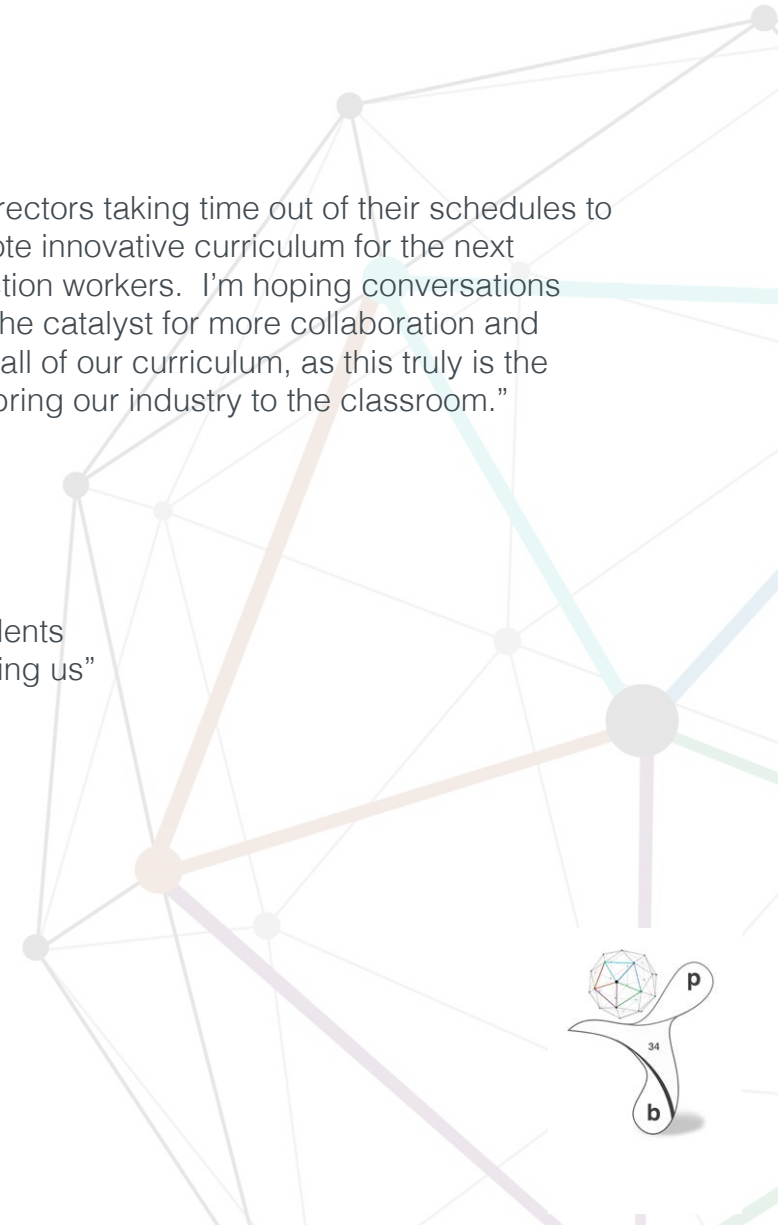 rectors taking time out of their schedules to
ote innovative curriculum for the next
ction workers.  I’m hoping conversations
he catalyst for more collaboration and
all of our curriculum, as this truly is the
bring our industry to the classroom.”
dents
ing us”
p
34
b